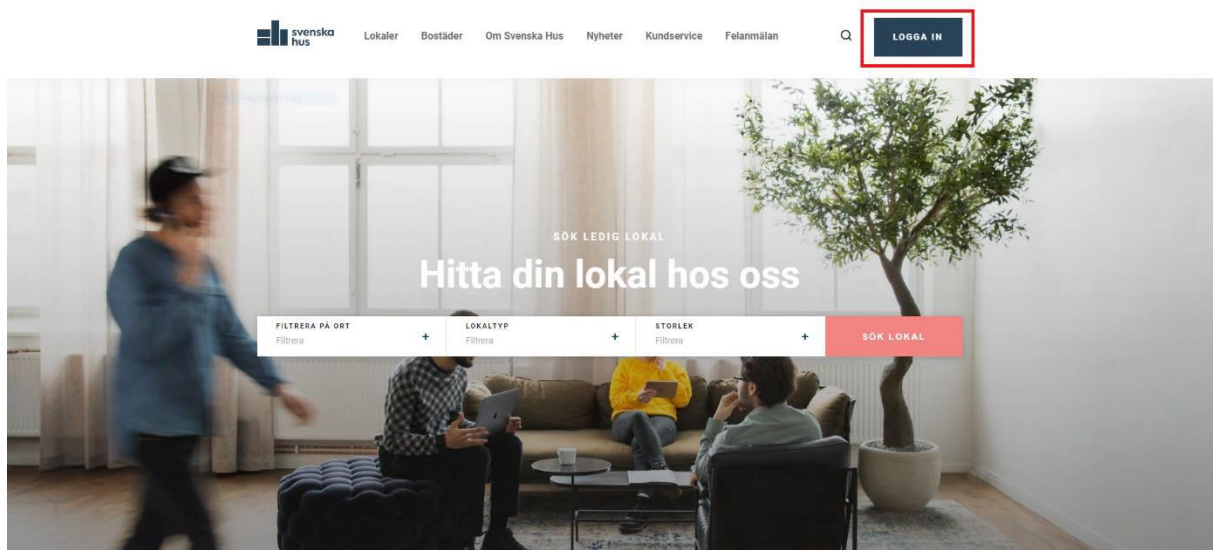 svenska
hus
Lokaler Bostäder Om Svenska Hus Nyheter Kundservice Felanmälan
LOGGA IN
SÖK LEDIG LOKAL
Hitta din lokal hos oss
FILTRERA PÅ ORT
Filtrera +
LOKALTYP
Filtrera +
STORLEK
Filtrera +
SÖK LOKAL